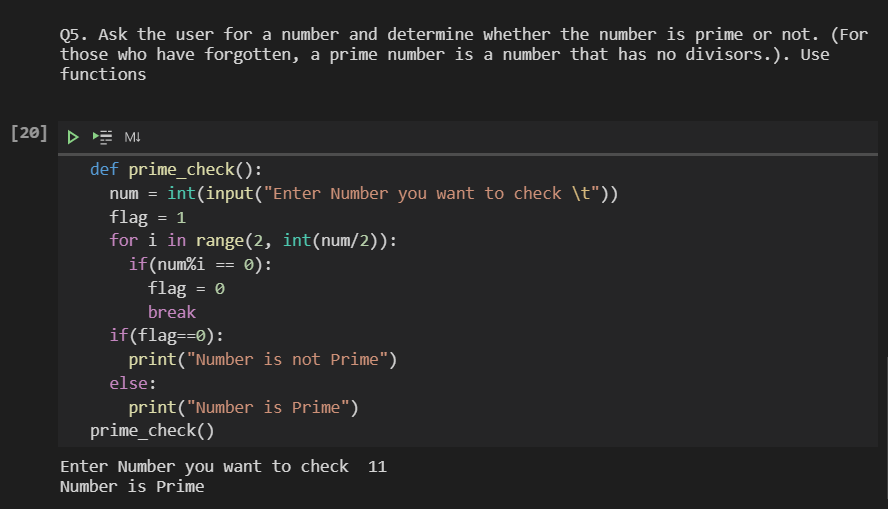 Q5. Ask the user for a number and determine whether the number is prime or not. (For
those who have forgotten, a prime number is a number that has no divisors.). Use
functions
[20]
M↓
def prime_check():
  num = int(input("Enter Number you want to check \t"))
  flag = 1
  for i in range(2, int(num/2)):
    if(num%i == 0):
      flag = 0
      break
  if(flag==0):
    print("Number is not Prime")
  else:
    print("Number is Prime")
prime_check()
Enter Number you want to check  11
Number is Prime